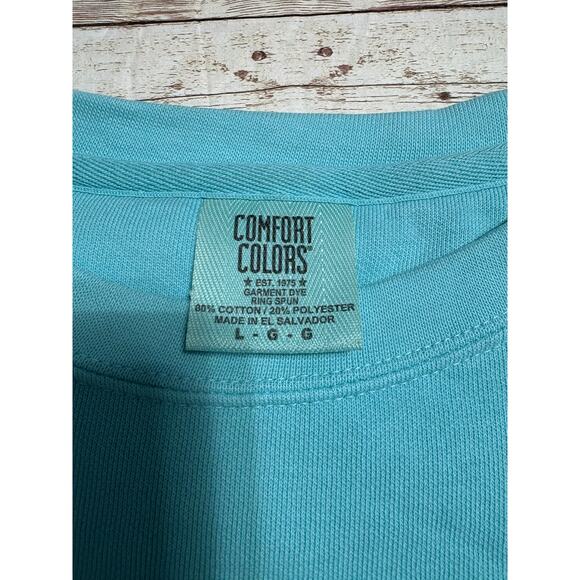 COMFORT
COLORS®
★ EST. 1975 ★
GARMENT DYE
RING SPUN
80% COTTON / 20% POLYESTER
MADE IN EL SALVADOR
L - G - G